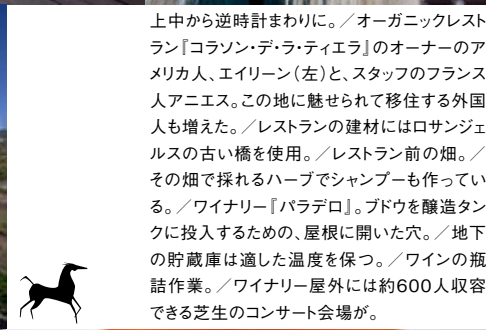 上中から逆時計まわりに。／オーガニックレスト
ラン『コラソン・デ・ラ・ティエラ』のオーナーのア
メリカ人、エイリーン（左）と、スタッフのフランス
人アニエス。この地に魅せられて移住する外国
人も増えた。／レストランの建材にはロサンジェ
ルスの古い橋を使用。／レストラン前の畑。／
その畑で採れるハーブでシャンプーも作ってい
る。／ワイナリー『パラデロ』。ブドウを醸造タン
クに投入するための、屋根に開いた穴。／地下
の貯蔵庫は適した温度を保つ。／ワインの瓶
詰作業。／ワイナリー屋外には約600人収容
できる芝生のコンサート会場が。